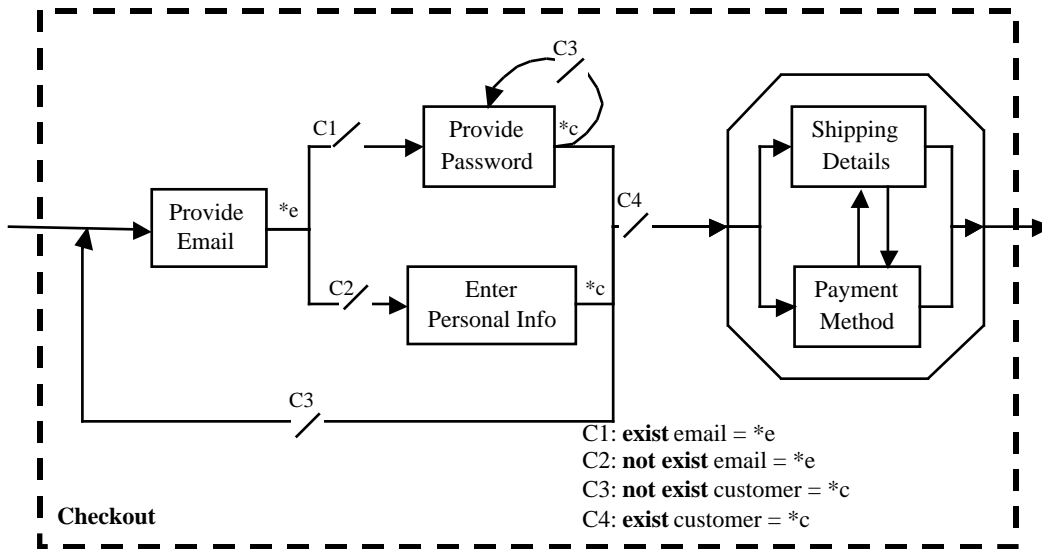 C3
C1
Provide
Password
*c
Shipping
Details
Provide
Email
*e
C4
C2
Enter
Personal Info
*c
Payment
Method
C3
C1: exist email = *e
C2: not exist email = *e
C3: not exist customer = *c
C4: exist customer = *c
Checkout